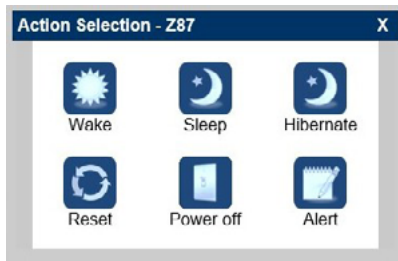 Action Selection - Z87 X
Wake Sleep Hibernate
Reset Power off Alert